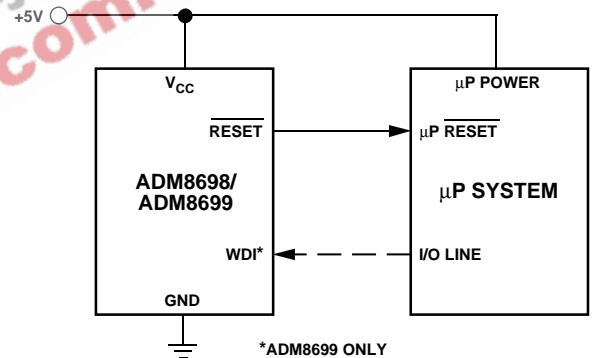 +5V
VCC
RESET
ADM8698/
ADM8699
WDI*
GND
μP POWER
μP RESET
μP SYSTEM
I/O LINE
*ADM8699 ONLY